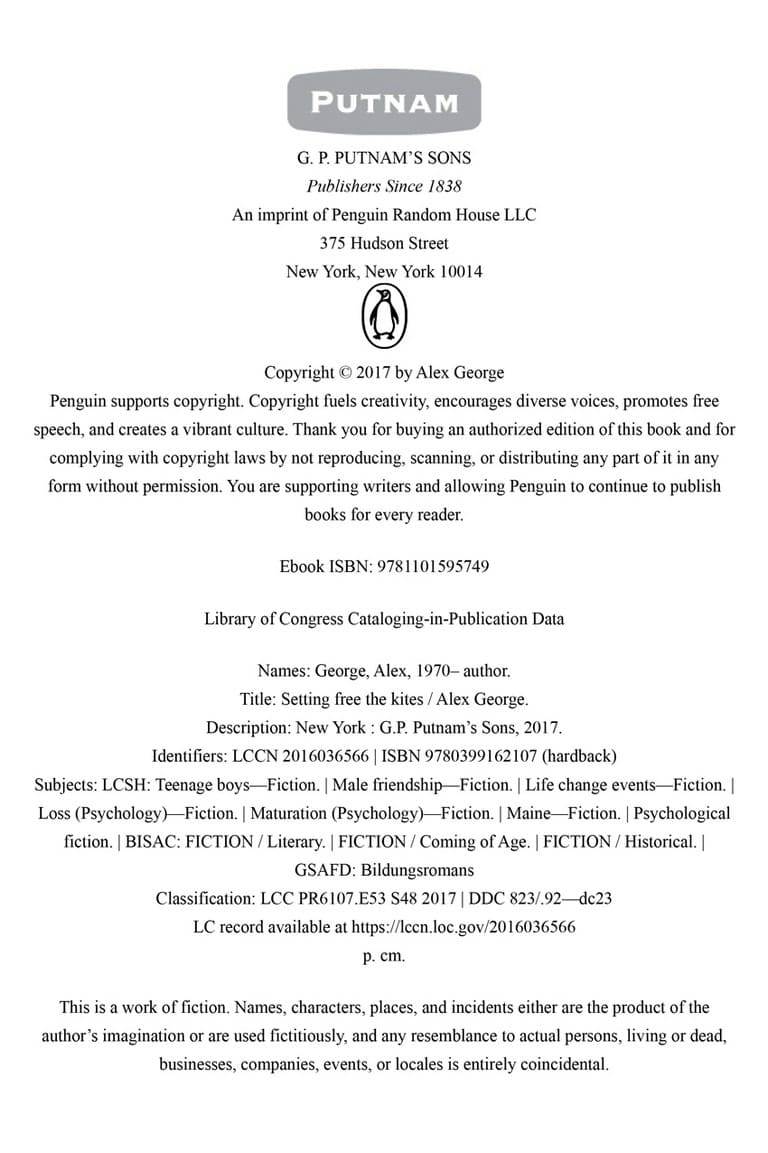 PUTNAM
G. P. PUTNAM’S SONS
Publishers Since 1838
An imprint of Penguin Random House LLC
375 Hudson Street
New York, New York 10014
Copyright © 2017 by Alex George
Penguin supports copyright. Copyright fuels creativity, encourages diverse voices, promotes free
speech, and creates a vibrant culture. Thank you for buying an authorized edition of this book and for
complying with copyright laws by not reproducing, scanning, or distributing any part of it in any
form without permission. You are supporting writers and allowing Penguin to continue to publish
books for every reader.
Ebook ISBN: 9781101595749
Library of Congress Cataloging-in-Publication Data
Names: George, Alex, 1970– author.
Title: Setting free the kites / Alex George.
Description: New York : G.P. Putnam’s Sons, 2017.
Identifiers: LCCN 2016036566 | ISBN 9780399162107 (hardback)
Subjects: LCSH: Teenage boys—Fiction. | Male friendship—Fiction. | Life change events—Fiction. |
Loss (Psychology)—Fiction. | Maturation (Psychology)—Fiction. | Maine—Fiction. | Psychological
fiction. | BISAC: FICTION / Literary. | FICTION / Coming of Age. | FICTION / Historical. |
GSAFD: Bildungsromans
Classification: LCC PR6107.E53 S48 2017 | DDC 823/.92—dc23
LC record available at https://lccn.loc.gov/2016036566
p. cm.
This is a work of fiction. Names, characters, places, and incidents either are the product of the
author’s imagination or are used fictitiously, and any resemblance to actual persons, living or dead,
businesses, companies, events, or locales is entirely coincidental.